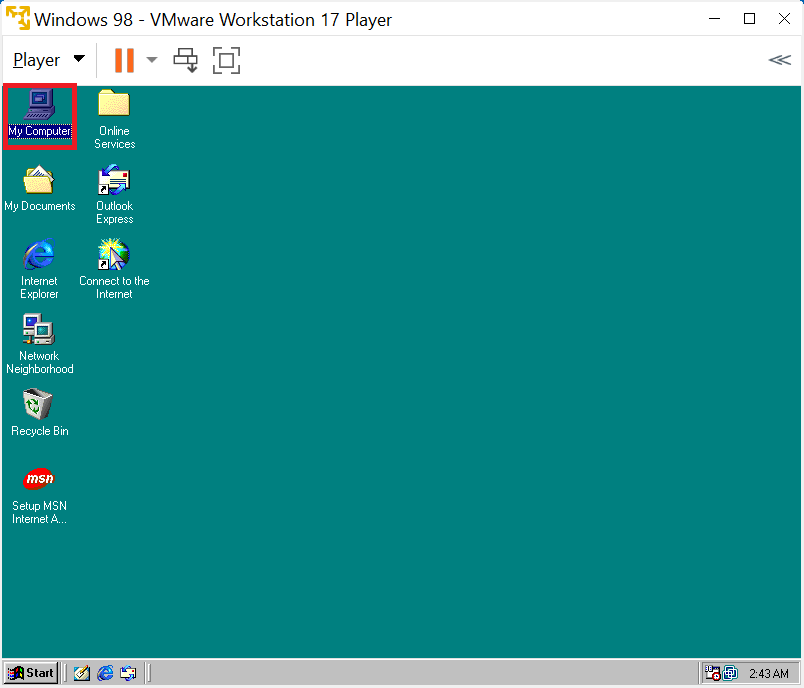 Windows 98 - VMware Workstation 17 Player
Player
My Computer
Online
Services
My Documents
Outlook
Express
Internet
Explorer
Connect to the
Internet
Network
Neighborhood
Recycle Bin
msn
Setup MSN
Internet A...
Start
2:43 AM